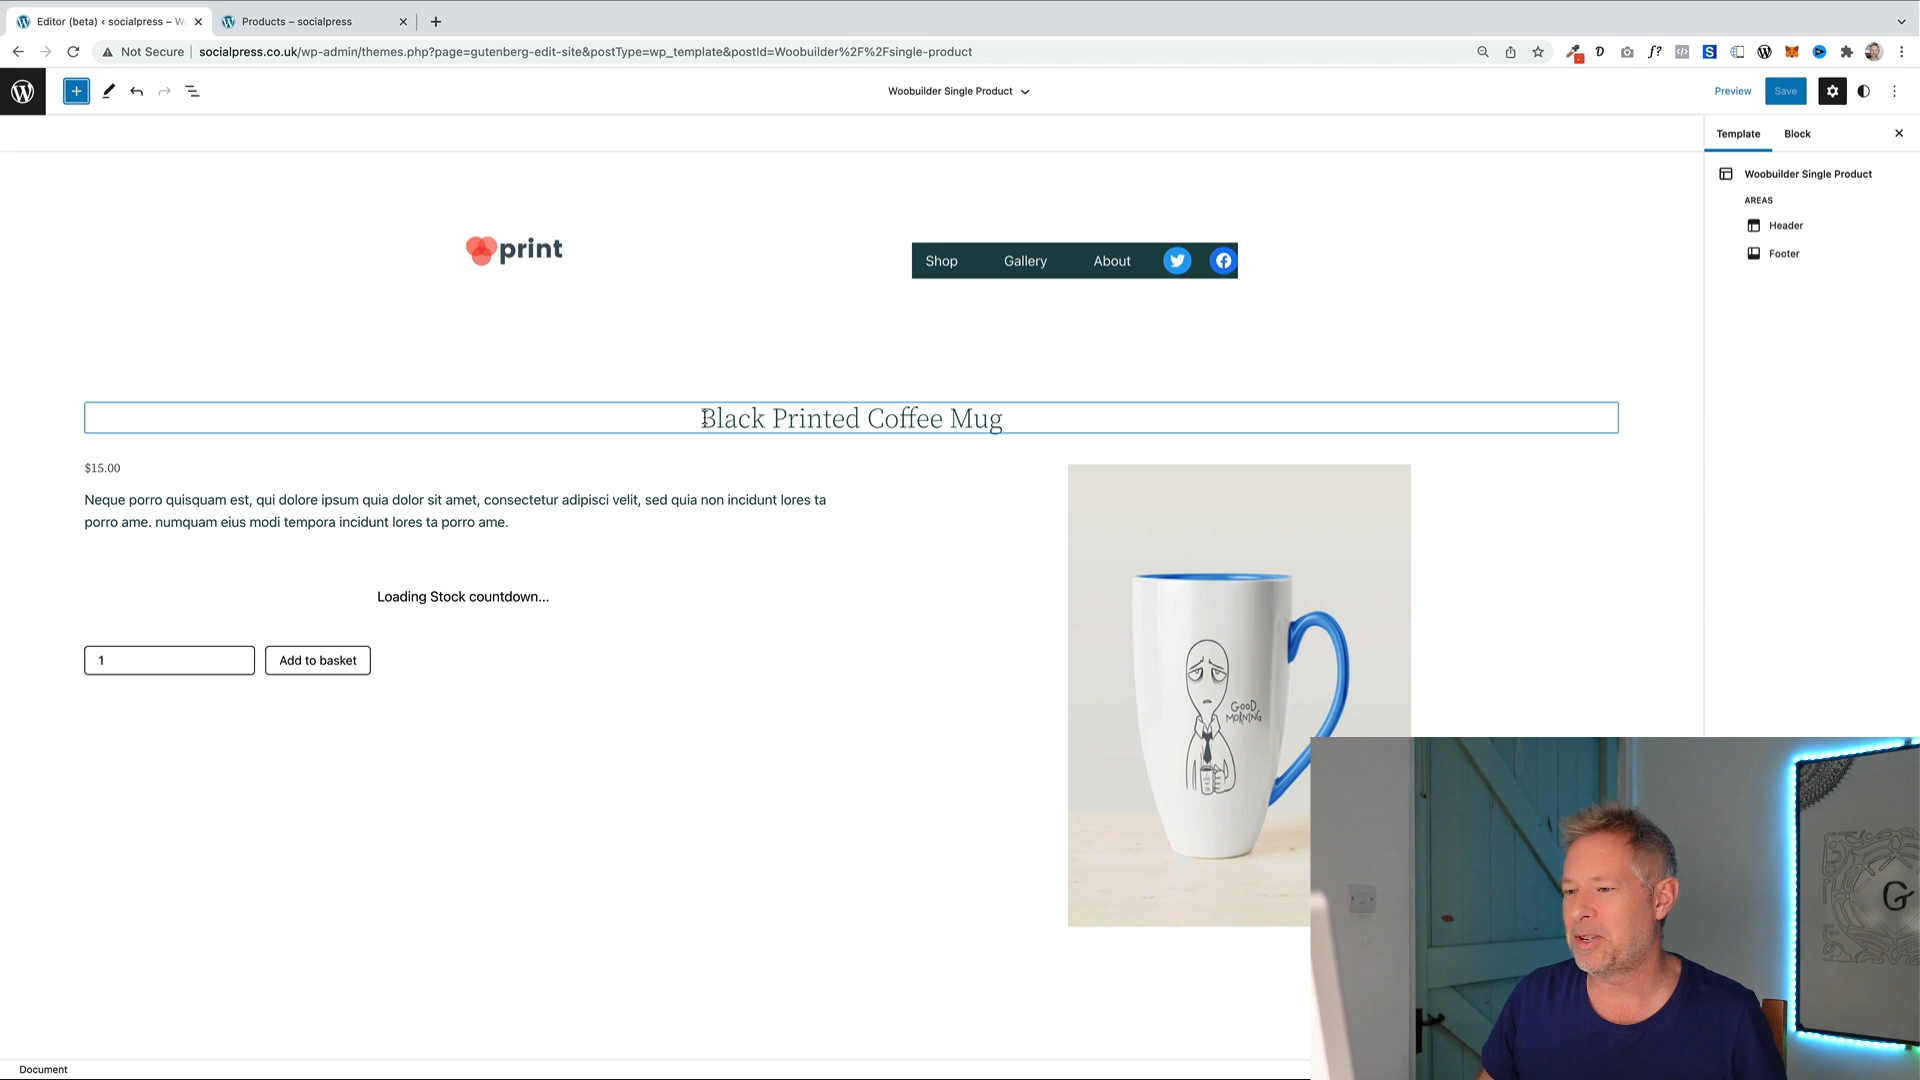 Editor (beta) ‹ socialpress – W
Products – socialpress
Not Secure
socialpress.co.uk/wp-admin/themes.php?page=gutenberg-edit-site&postType=wp_template&postId=Woobuilder%2F%2Fsingle-product
Woobuilder Single Product
Preview
Save
Template
Block
Woobuilder Single Product
AREAS
Header
Footer
print
Shop
Gallery
About
Black Printed Coffee Mug
$15.00
Neque porro quisquam est, qui dolore ipsum quia dolor sit amet, consectetur adipisci velit, sed quia non incidunt lores ta
porro ame. numquam eius modi tempora incidunt lores ta porro ame.
Loading Stock countdown...
1
Add to basket
GOOD
MORNING
G
Document